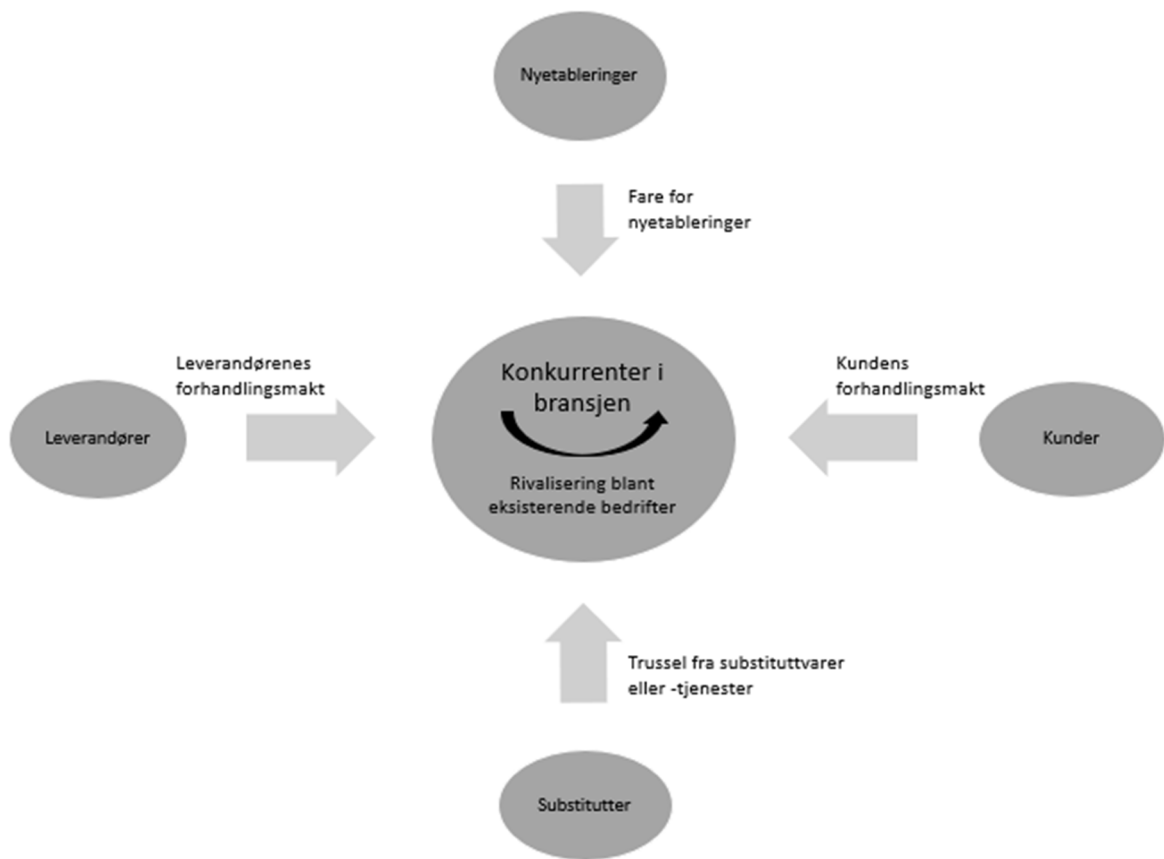 Nyetableringer
Fare for
nyetableringer
Leverandørenes
forhandlingsmakt
Leverandører
Konkurrenter i
bransjen
Rivalisering blant
eksisterende bedrifter
Kundens
forhandlingsmakt
Kunder
Trussel fra substituttvarer
eller -tjenester
Substitutter